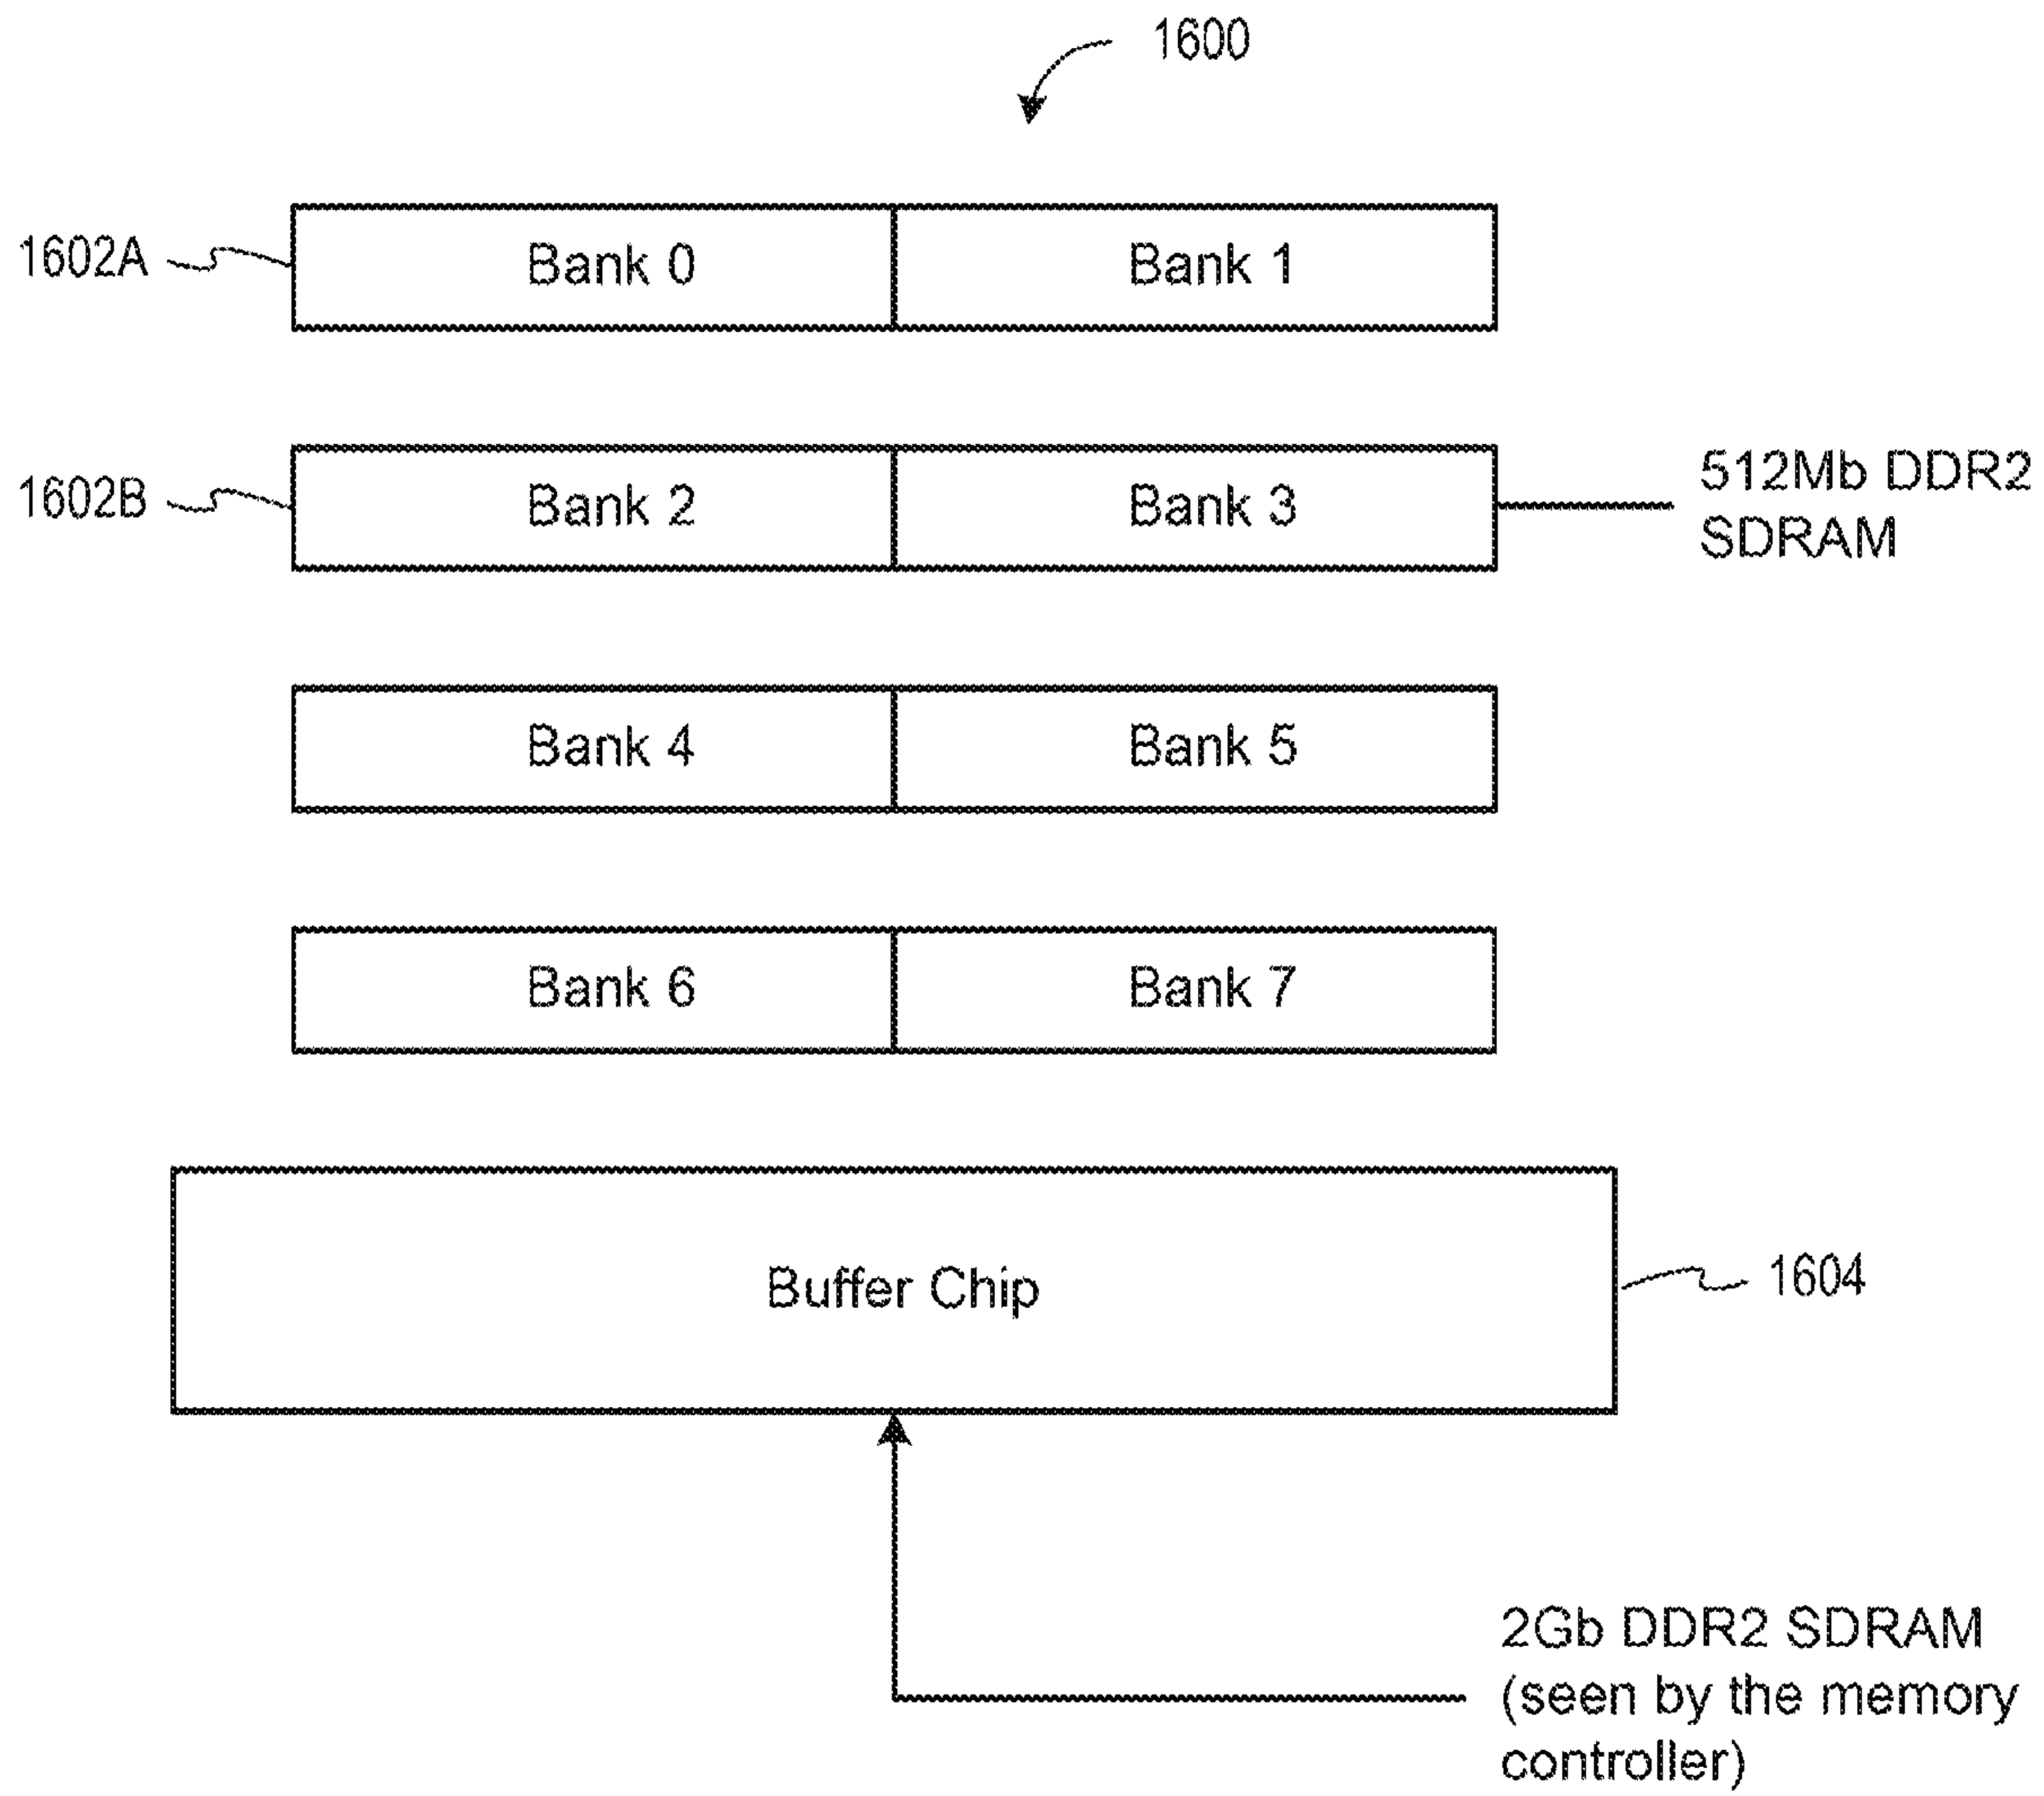 1600
1602A
Bank 0
Bank 1
1602B
Bank 2
Bank 3
512Mb DDR2
SDRAM
Bank 4
Bank 5
Bank 6
Bank 7
Buffer Chip
1604
2Gb DDR2 SDRAM
(seen by the memory
controller)